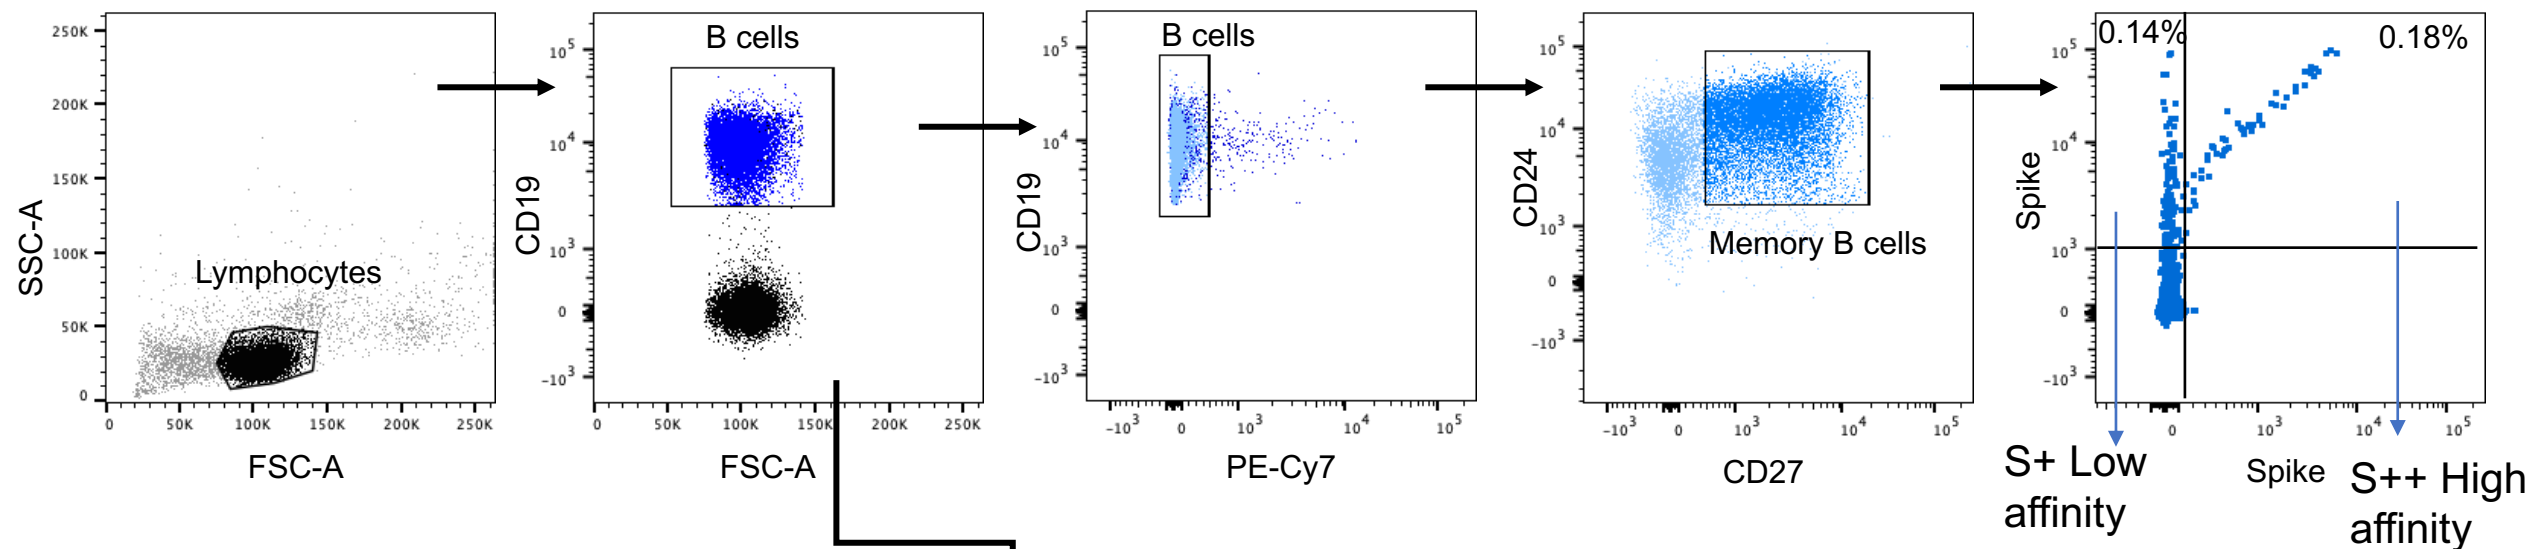 250K
200K
150K
100K
50K
0
SSC-A
Lymphocytes
0 50K 100K 150K 200K 250K
FSC-A
B cells
10^5
10^4
10^3
0
-10^3
CD19
0 50K 100K 150K 200K 250K
FSC-A
B cells
10^5
10^4
10^3
0
-10^3
CD19
-10^3 0 10^3 10^4 10^5
PE-Cy7
10^5
10^4
10^3
0
-10^3
CD24
Memory B cells
-10^3 0 10^3 10^4 10^5
CD27
0.14% 0.18%
10^5
10^4
10^3
0
-10^3
Spike
0 10^3 10^4 10^5
Spike
S+ Low
affinity
S++ High
affinity